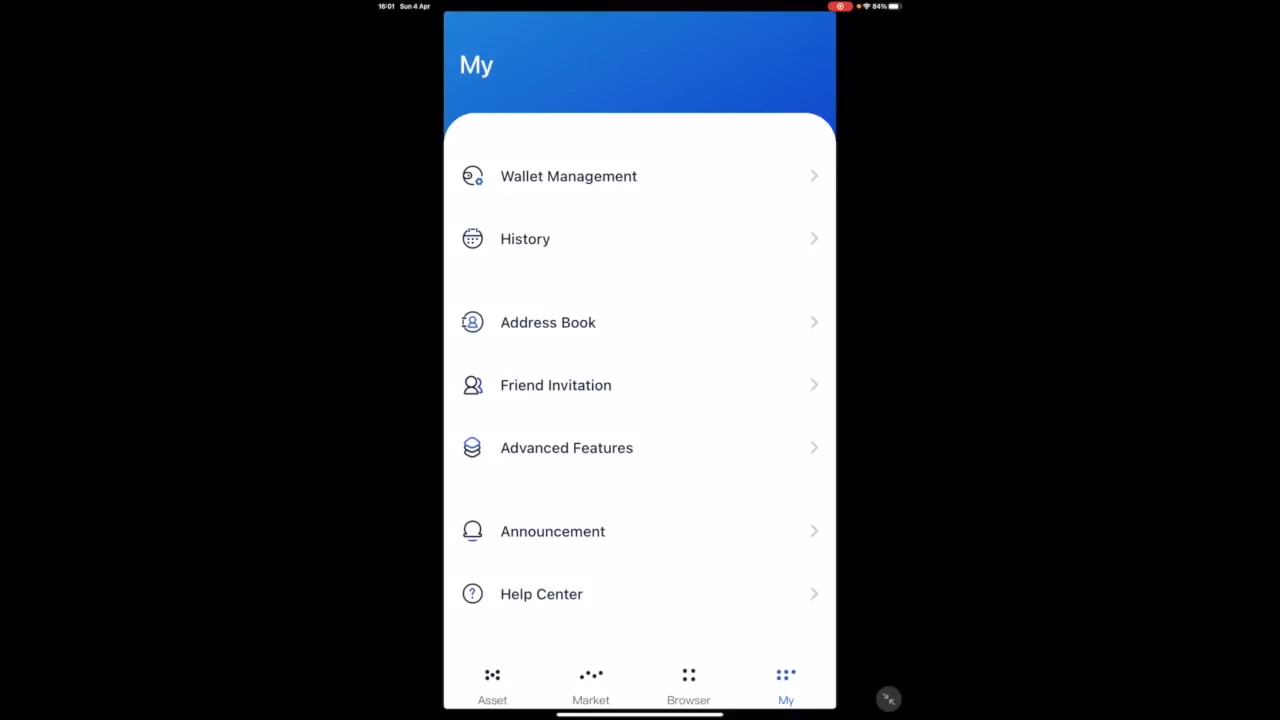 16:01 Sun 4 Apr
84%
My
Wallet Management
History
Address Book
Friend Invitation
Advanced Features
Announcement
Help Center
Asset Market Browser My